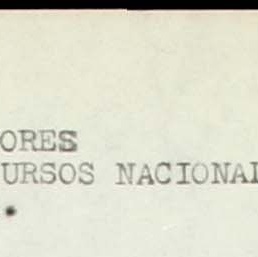 ORES
URSOS NACIONAL
.